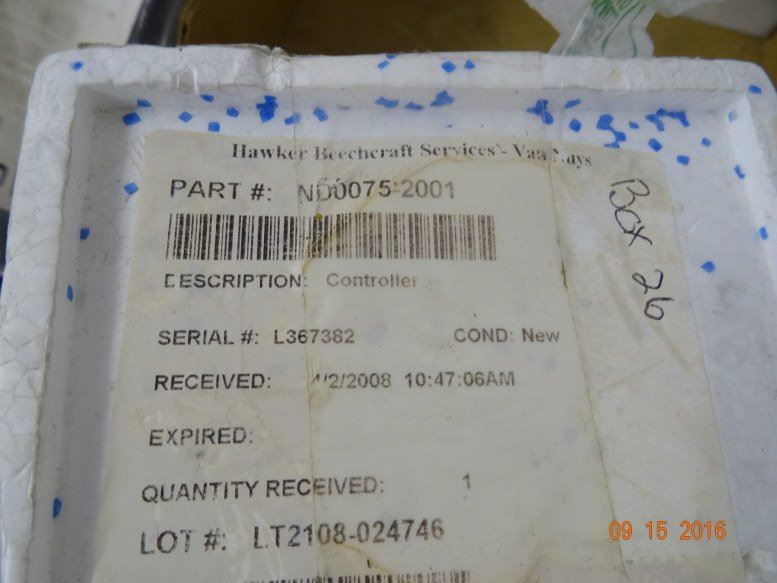 Hawker Beechcraft Services - Van Nuys
PART #: ND0075-2001
DESCRIPTION: Controller
SERIAL #: L367382 COND: New
RECEIVED: 4/2/2008 10:47:06AM
EXPIRED:
QUANTITY RECEIVED: 1
LOT #: LT2108-024746
Box 26
09 15 2016